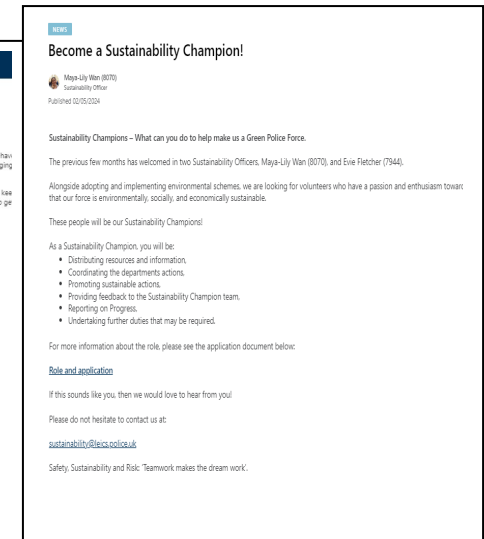 NEWS
Become a Sustainability Champion!
Maya-Lily Wan (8070)
Sustainability Officer
Published 02/05/2024
Sustainability Champions – What can you do to help make us a Green Police Force.
The previous few months has welcomed in two Sustainability Officers, Maya-Lily Wan (8070), and Evie Fletcher (7944).
Alongside adopting and implementing environmental schemes, we are looking for volunteers who have a passion and enthusiasm
that our force is environmentally, socially, and economically sustainable.
These people will be our Sustainability Champions!
As a Sustainability Champion, you will be:
• Distributing resources and information,
• Coordinating the departments actions,
• Promoting sustainable actions,
• Providing feedback to the Sustainability Champion team,
• Reporting on Progress,
• Undertaking further duties that may be required.
For more information about the role, please see the application document below:
Role and application
If this sounds like you, then we would love to hear from you!
Please do not hesitate to contact us at:
sustainability@leics.police.uk
Safety, Sustainability and Risk: 'Teamwork makes the dream work'.